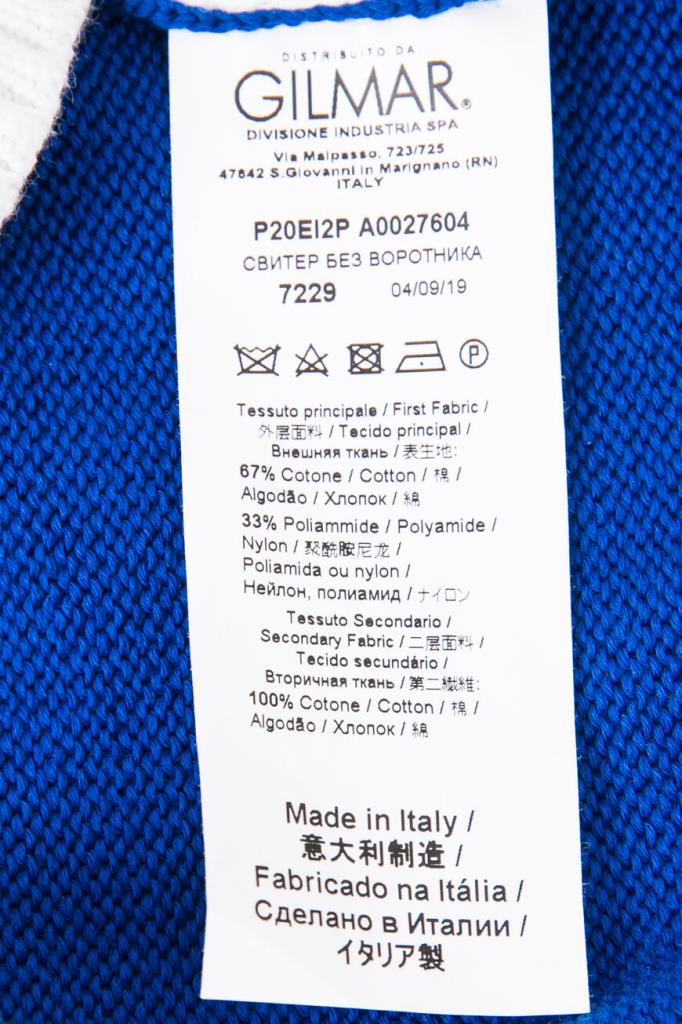 DISTRIBUITO DA
GILMAR®
DIVISIONE INDUSTRIA SPA
Via Malpasso, 723/725
47842 S.Giovanni in Marignano (RN)
ITALY
P20EI2P A0027604
СВИТЕР БЕЗ ВОРОТНИКА
7229 04/09/19
P
Tessuto principale / First Fabric /
外层面料 / Tecido principal /
Внешняя ткань / 表生地:
67% Cotone / Cotton / 棉 /
Algodão / Хлопок / 綿
33% Poliammide / Polyamide /
Nylon / 聚酰胺尼龙 /
Poliamida ou nylon /
Нейлон, полиамид / ナイロン
Tessuto Secondario /
Secondary Fabric / 二层面料 /
Tecido secundário /
Вторичная ткань / 第二繊維:
100% Cotone / Cotton / 棉 /
Algodão / Хлопок / 綿
Made in Italy /
意大利制造 /
Fabricado na Itália /
Сделано в Италии /
イタリア製